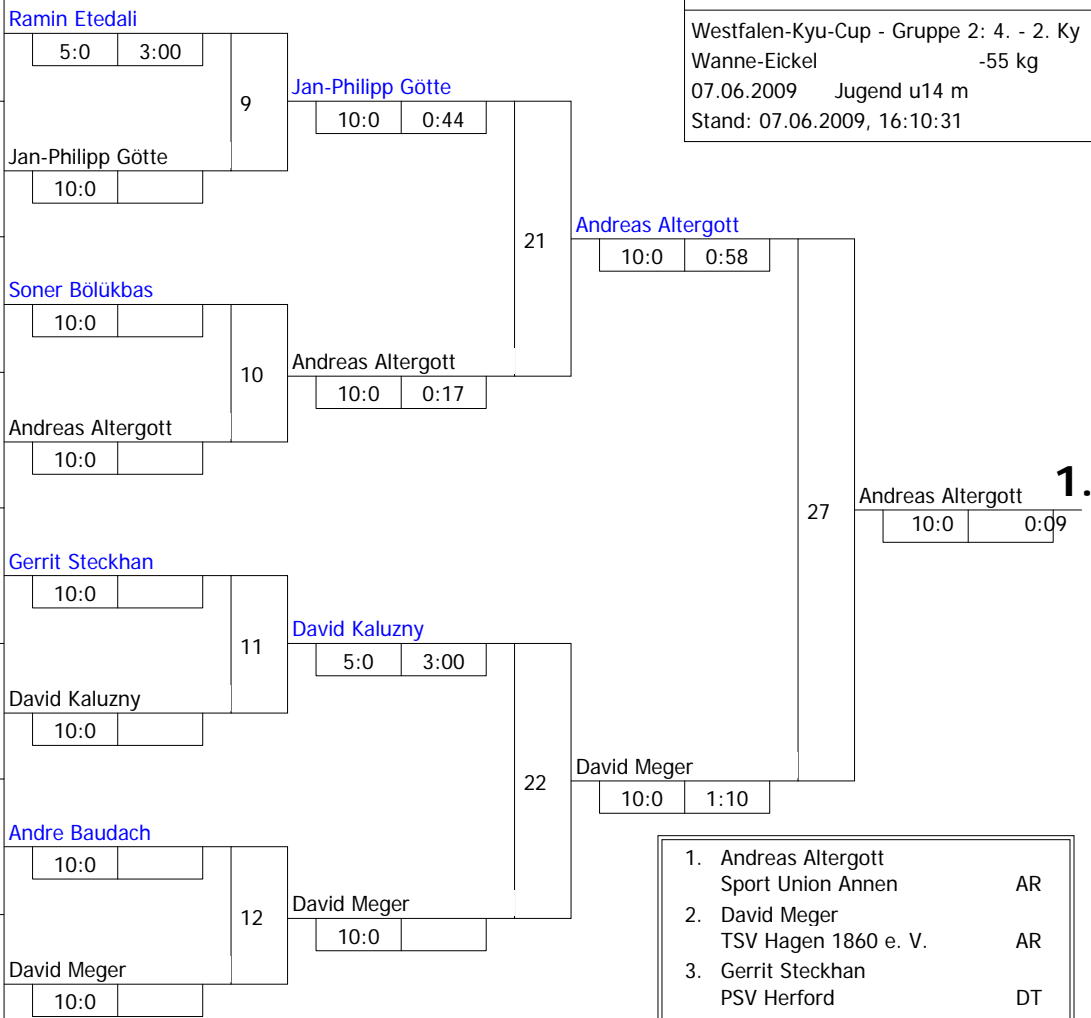 Ramin Etedali
5:0 3:00
9
Jan-Philipp Götte
10:0
Jan-Philipp Götte
10:0 0:44
Soner Bölükbas
10:0
10
Andreas Altergott
10:0
Andreas Altergott
10:0 0:17
21
Andreas Altergott
10:0 0:58
Gerrit Steckhan
10:0
11
David Kaluzny
10:0
David Kaluzny
5:0 3:00
Andre Baudach
10:0
12
David Meger
10:0
David Meger
10:0
22
David Meger
10:0 1:10
27
Andreas Altergott 1.
10:0 0:09
Westfalen-Kyu-Cup - Gruppe 2: 4. - 2. Ky
Wanne-Eickel -55 kg
07.06.2009 Jugend u14 m
Stand: 07.06.2009, 16:10:31
1. Andreas Altergott
Sport Union Annen AR
2. David Meger
TSV Hagen 1860 e. V. AR
3. Gerrit Steckhan
PSV Herford DT